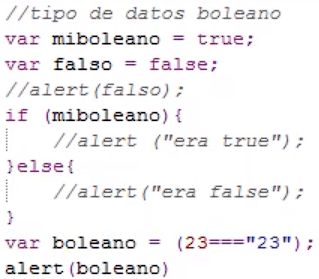 //tipo de datos boleano
var miboleano = true;
var falso = false;
//alert(falso);
if (miboleano){
//alert ("era true");
}else{
//alert("era false");
}
var boleano = (23==="23");
alert(boleano)